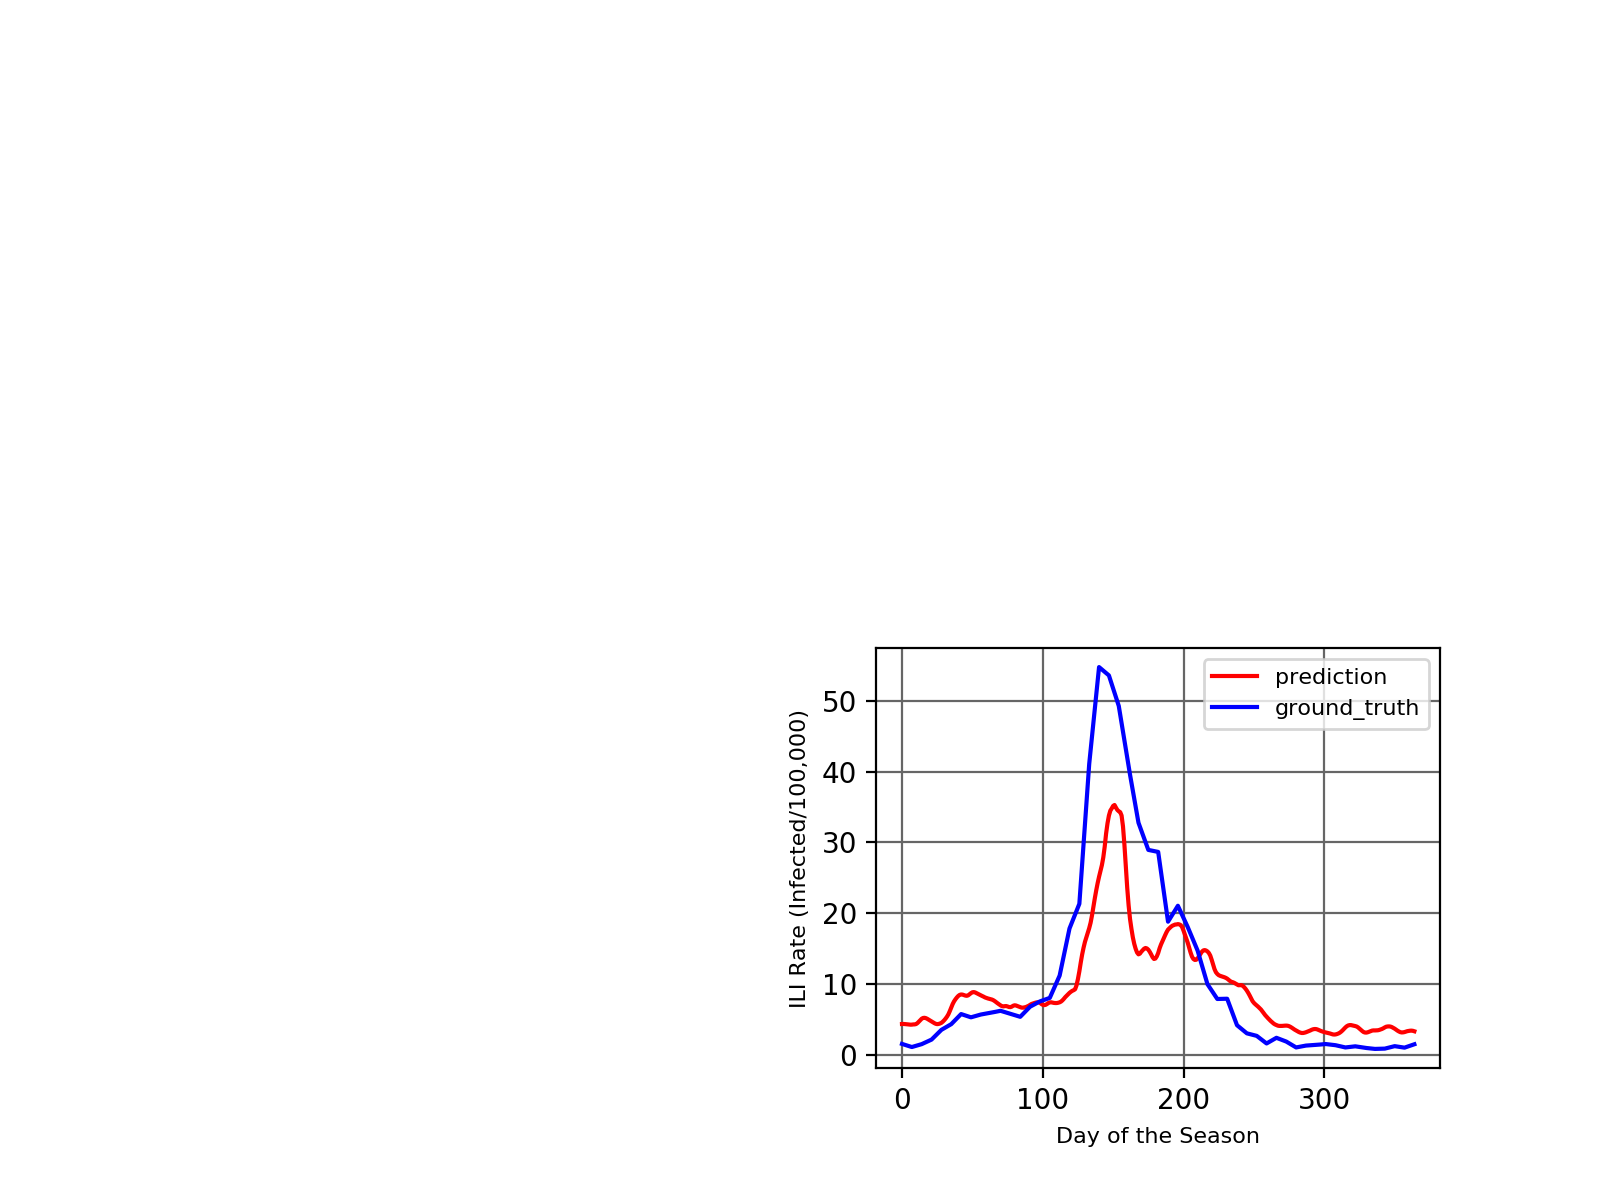 prediction
ground_truth
50
40
30
20
10
0
ILI Rate (Infected/100,000)
0 100 200 300
Day of the Season